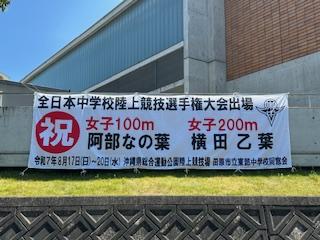 全日本中学校陸上競技選手権大会出場
祝
女子100m 女子200m
阿部なの葉 横田乙葉
令和7年8月17日(日)~20日(水) 沖縄県総合運動公園陸上競技場 田原市立東部中学校同窓会